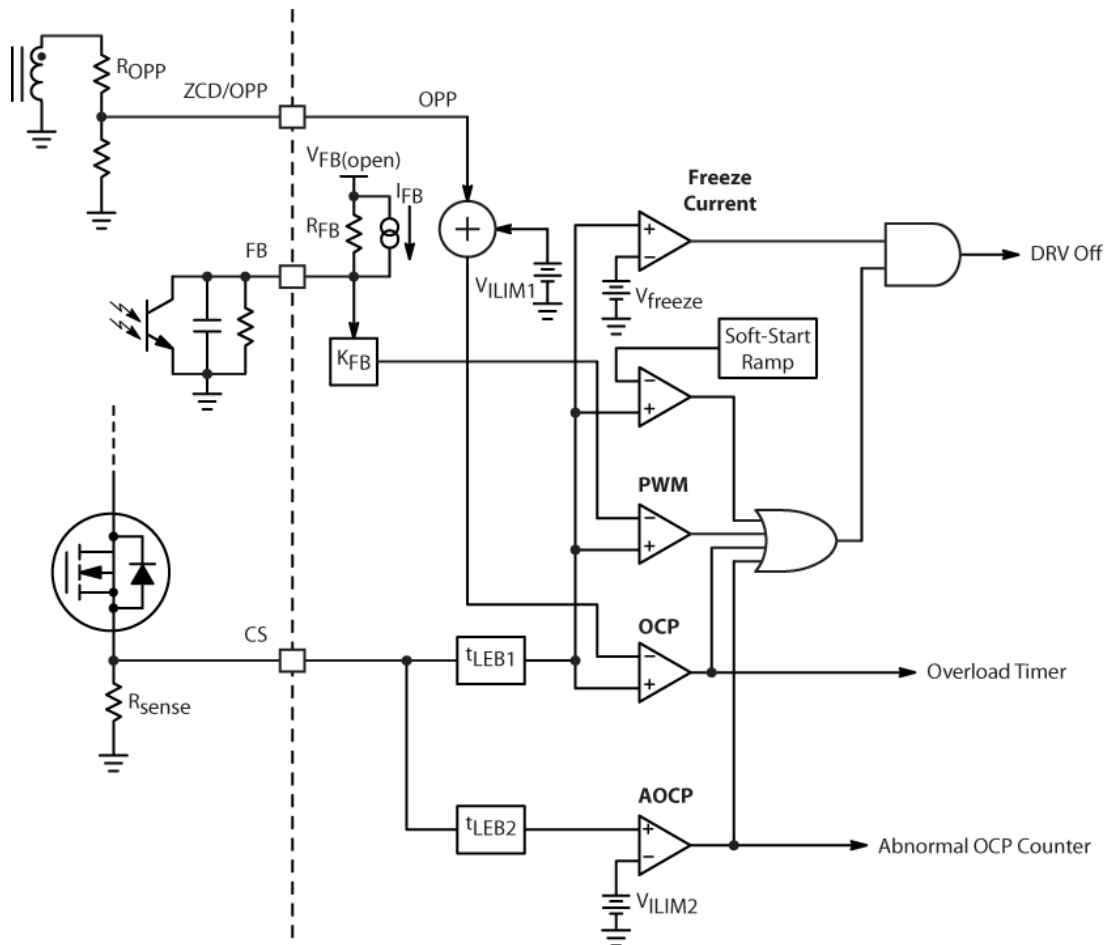 ROPP
ZCD/OPP
OPP
VFB(open)
IFB
RFB
FB
+
VILIM1
KFB
Freeze
Current
+
−
Vfreeze
DRV Off
Soft-Start
Ramp
−
+
PWM
−
+
CS
tLEB1
OCP
−
+
Overload Timer
Rsense
tLEB2
AOCP
+
−
Abnormal OCP Counter
VILIM2